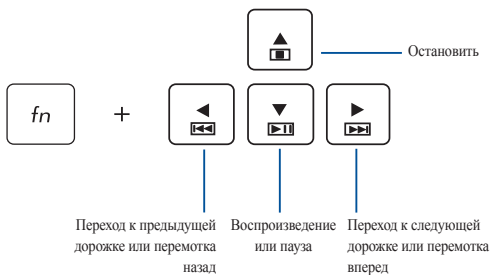 Остановить
fn
+
Переход к предыдущей
дорожке или перемотка
назад
Воспроизведение
или пауза
Переход к следующей
дорожке или перемотка
вперед